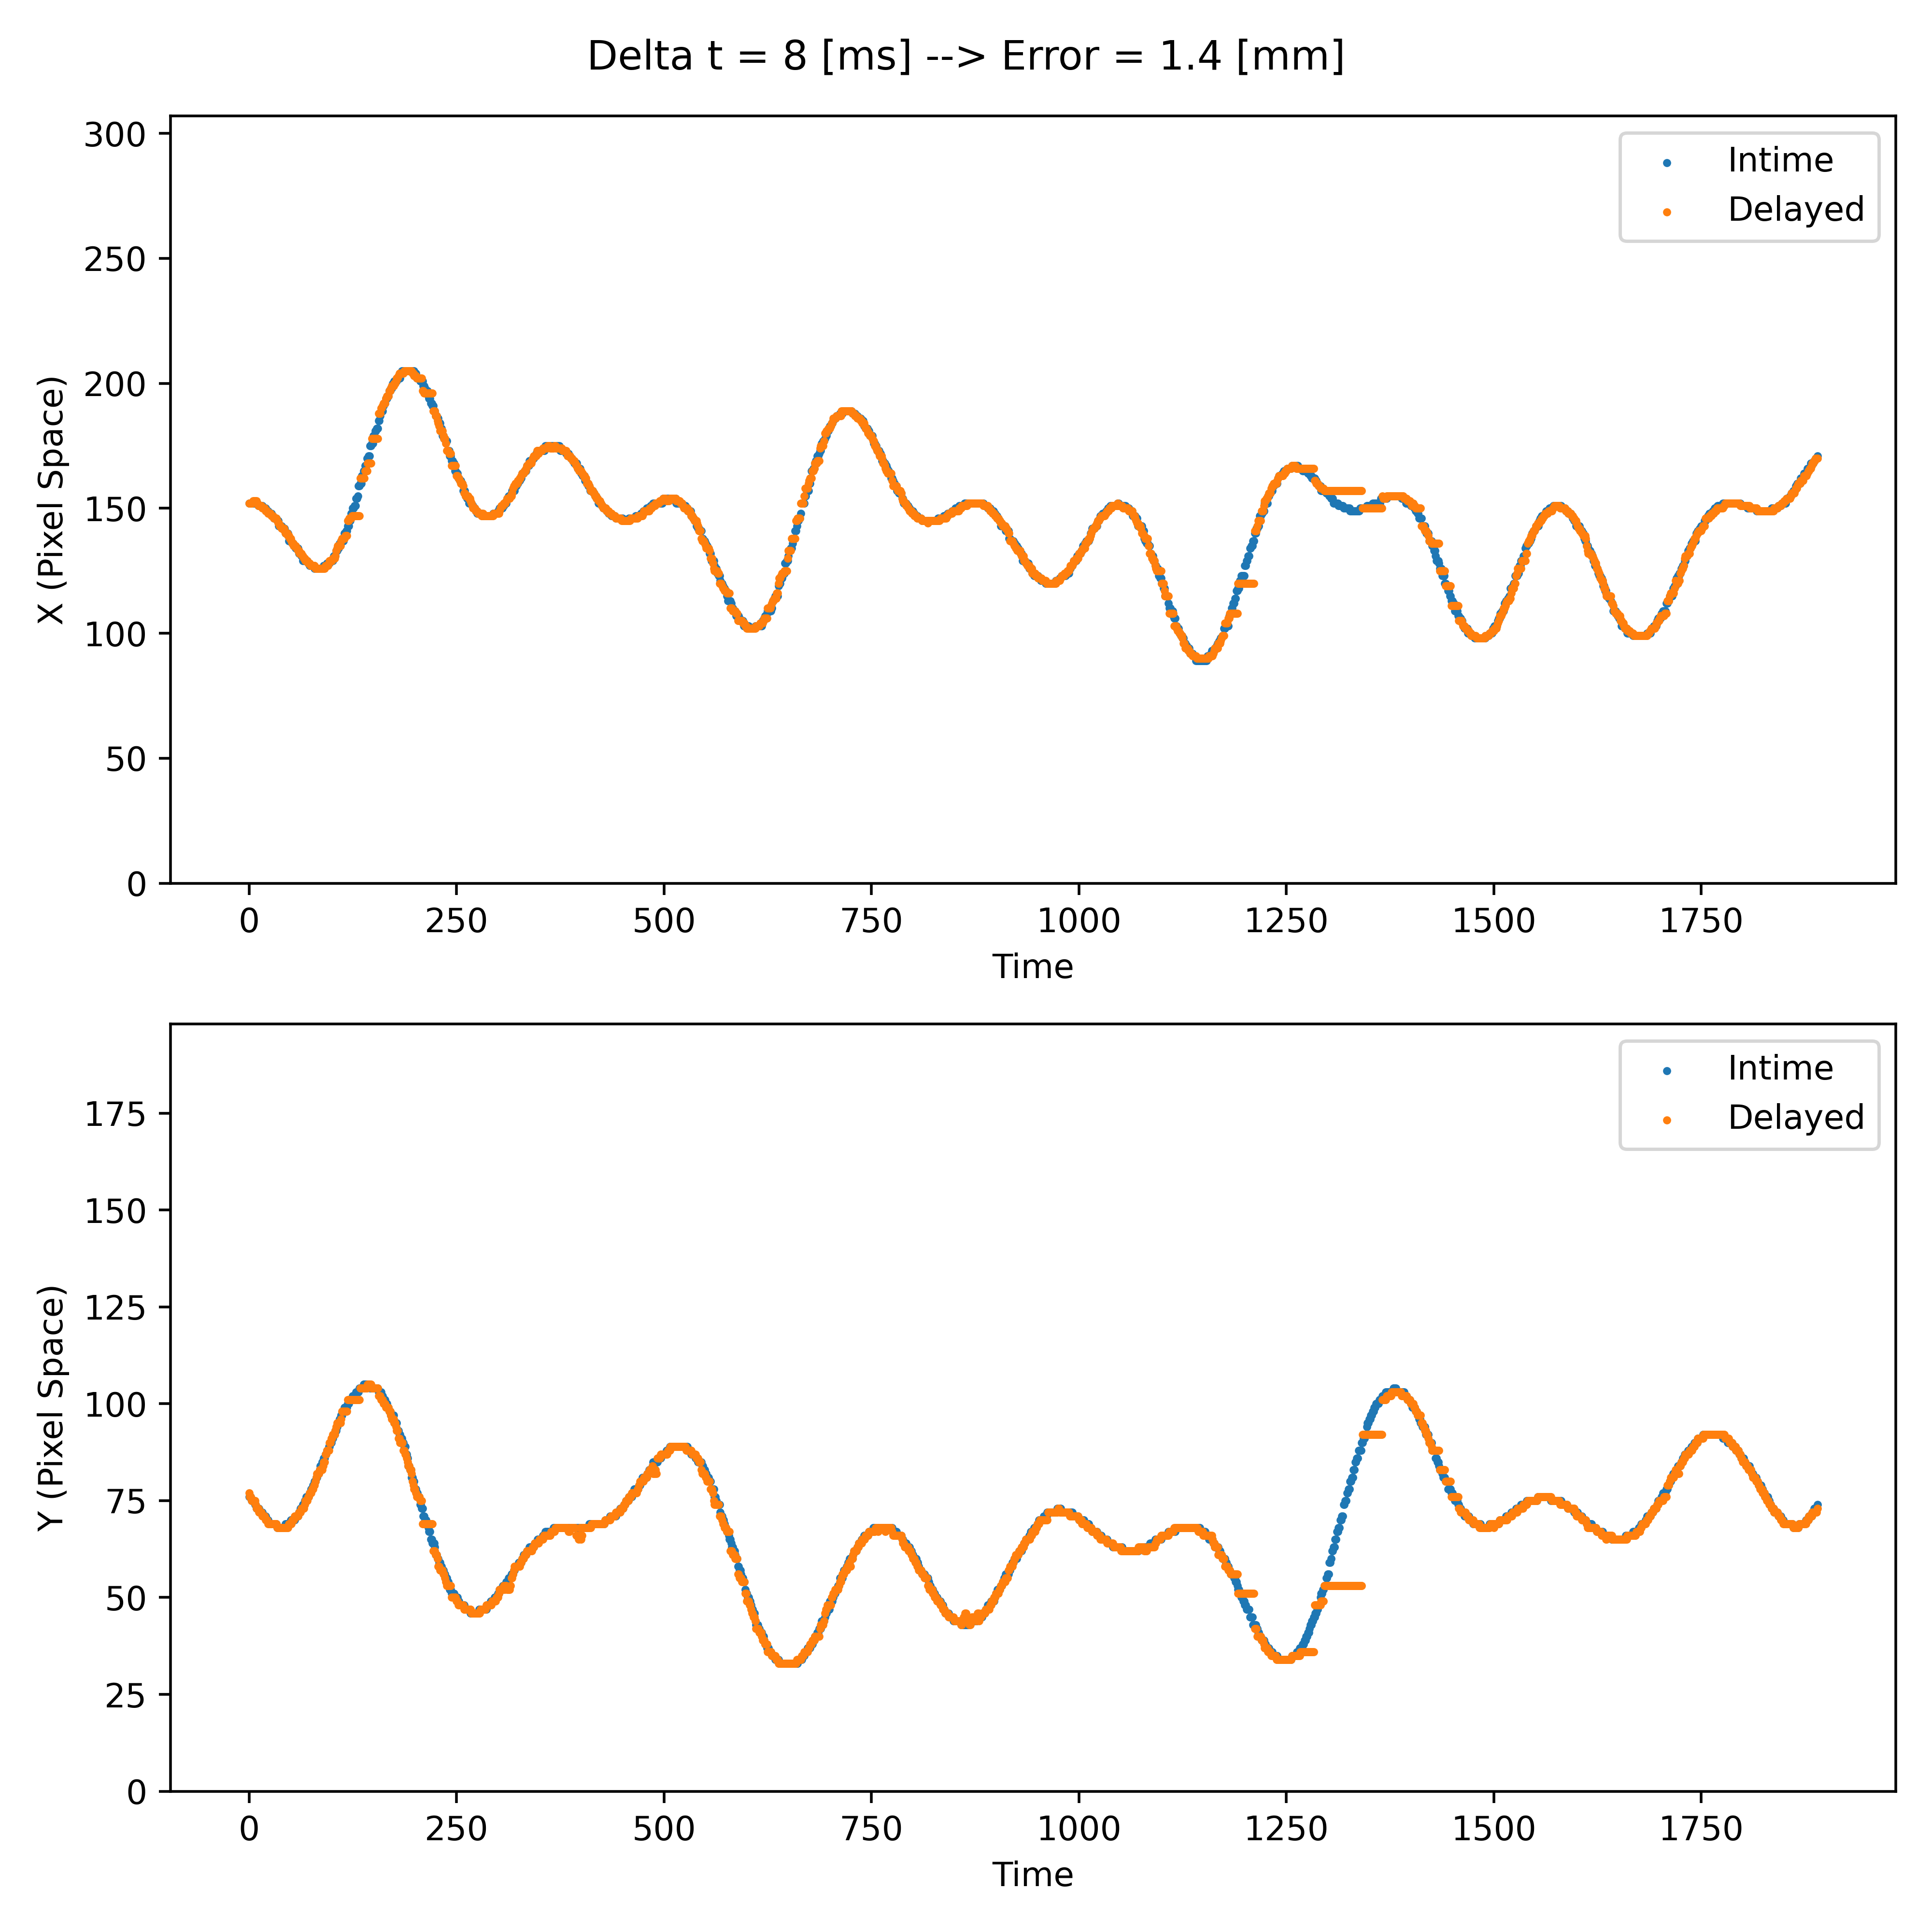 Delta t = 8 [ms] --> Error = 1.4 [mm]
300
250
200
150
100
50
0
X (Pixel Space)
Intime
Delayed
0 250 500 750 1000 1250 1500 1750
Time
175
150
125
100
75
50
25
0
Y (Pixel Space)
Intime
Delayed
0 250 500 750 1000 1250 1500 1750
Time